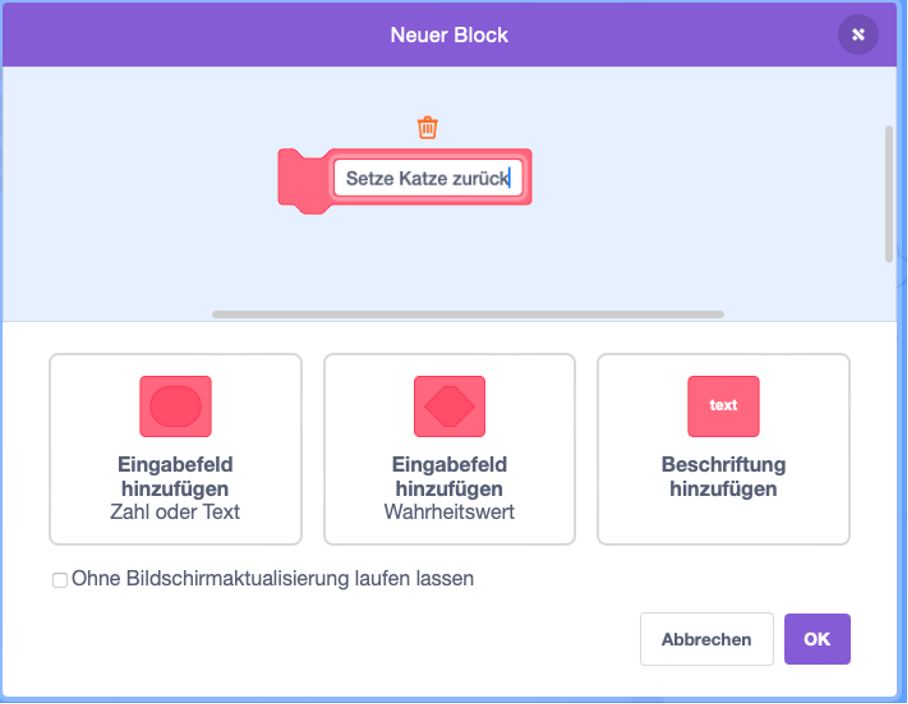 Neuer Block
Setze Katze zurück
Eingabefeld
hinzufügen
Zahl oder Text
Eingabefeld
hinzufügen
Wahrheitswert
text
Beschriftung
hinzufügen
Ohne Bildschirmaktualisierung laufen lassen
Abbrechen
OK